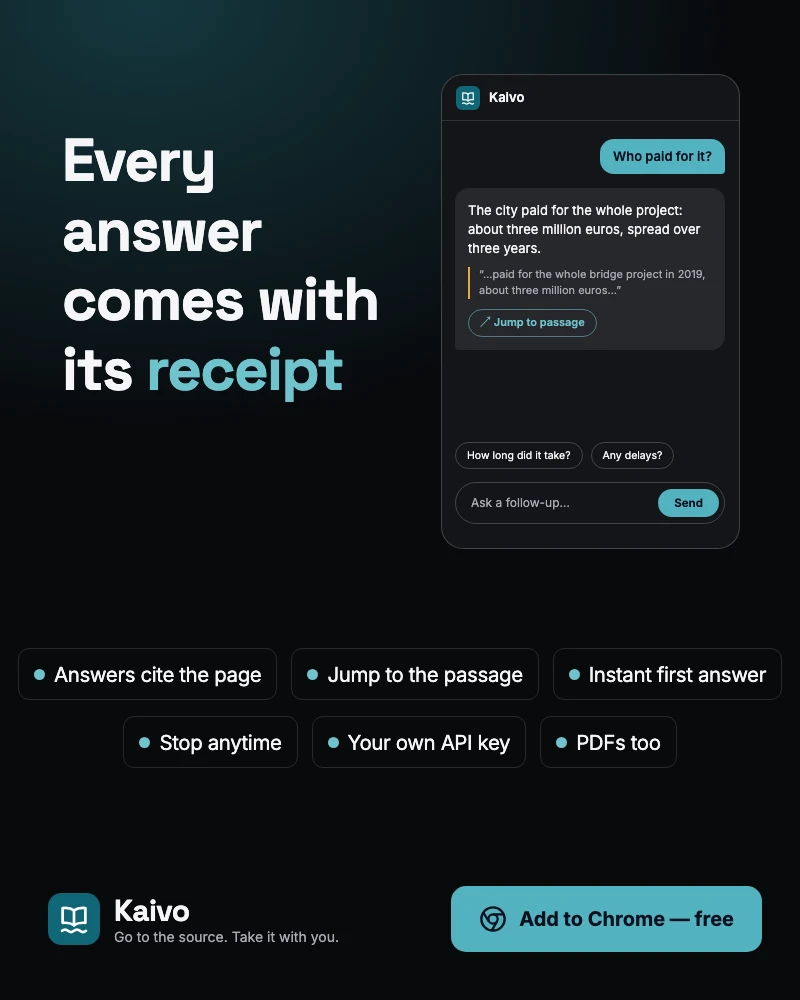 Every
answer
comes with
its receipt
Kaivo
Who paid for it?
The city paid for the whole project:
about three million euros, spread over
three years.
"...paid for the whole bridge project in 2019,
about three million euros..."
↗ Jump to passage
How long did it take?
Any delays?
Ask a follow-up...
Send
Answers cite the page
Jump to the passage
Instant first answer
Stop anytime
Your own API key
PDFs too
Kaivo
Go to the source. Take it with you.
Add to Chrome — free